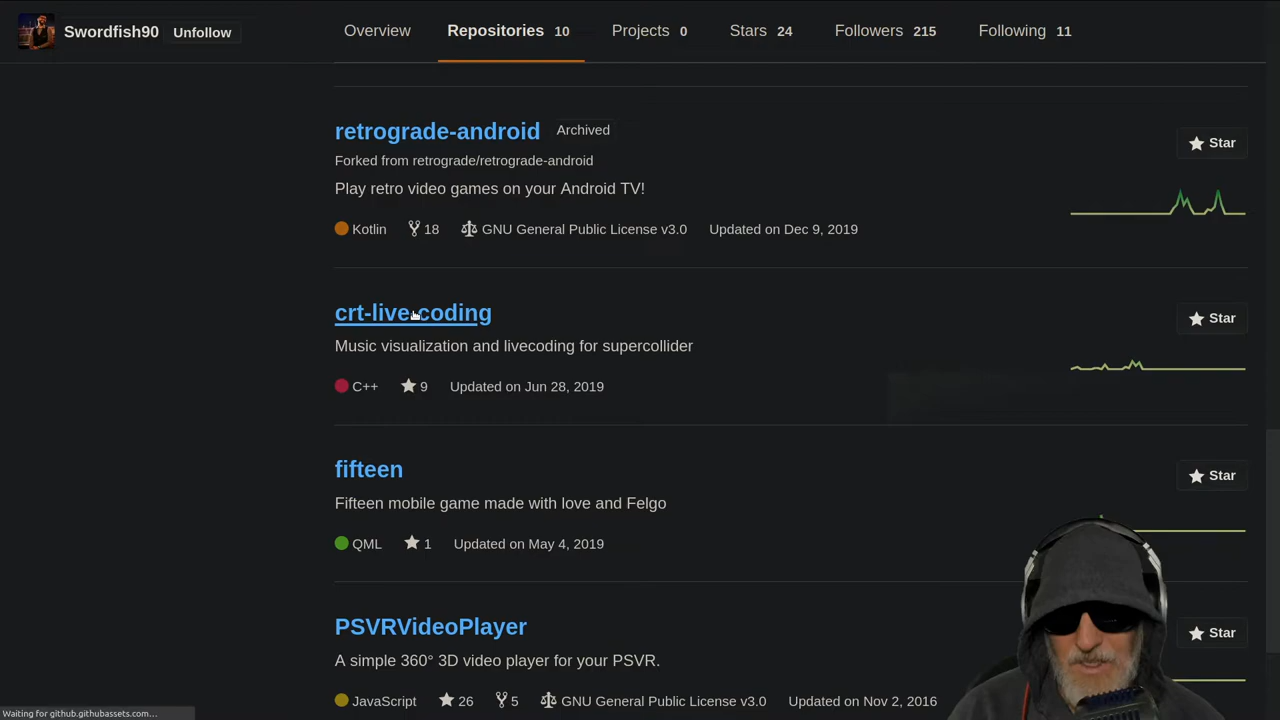 Swordfish90 Unfollow Overview Repositories 10 Projects 0 Stars 24 Followers 215 Following 11
retrograde-android Archived
Star
Forked from retrograde/retrograde-android
Play retro video games on your Android TV!
Kotlin 18 GNU General Public License v3.0 Updated on Dec 9, 2019
crt-live-coding
Star
Music visualization and livecoding for supercollider
C++ 9 Updated on Jun 28, 2019
fifteen
Star
Fifteen mobile game made with love and Felgo
QML 1 Updated on May 4, 2019
PSVRVideoPlayer
Star
A simple 360° 3D video player for your PSVR.
JavaScript 26 5 GNU General Public License v3.0 Updated on Nov 2, 2016
Waiting for github.githubassets.com...